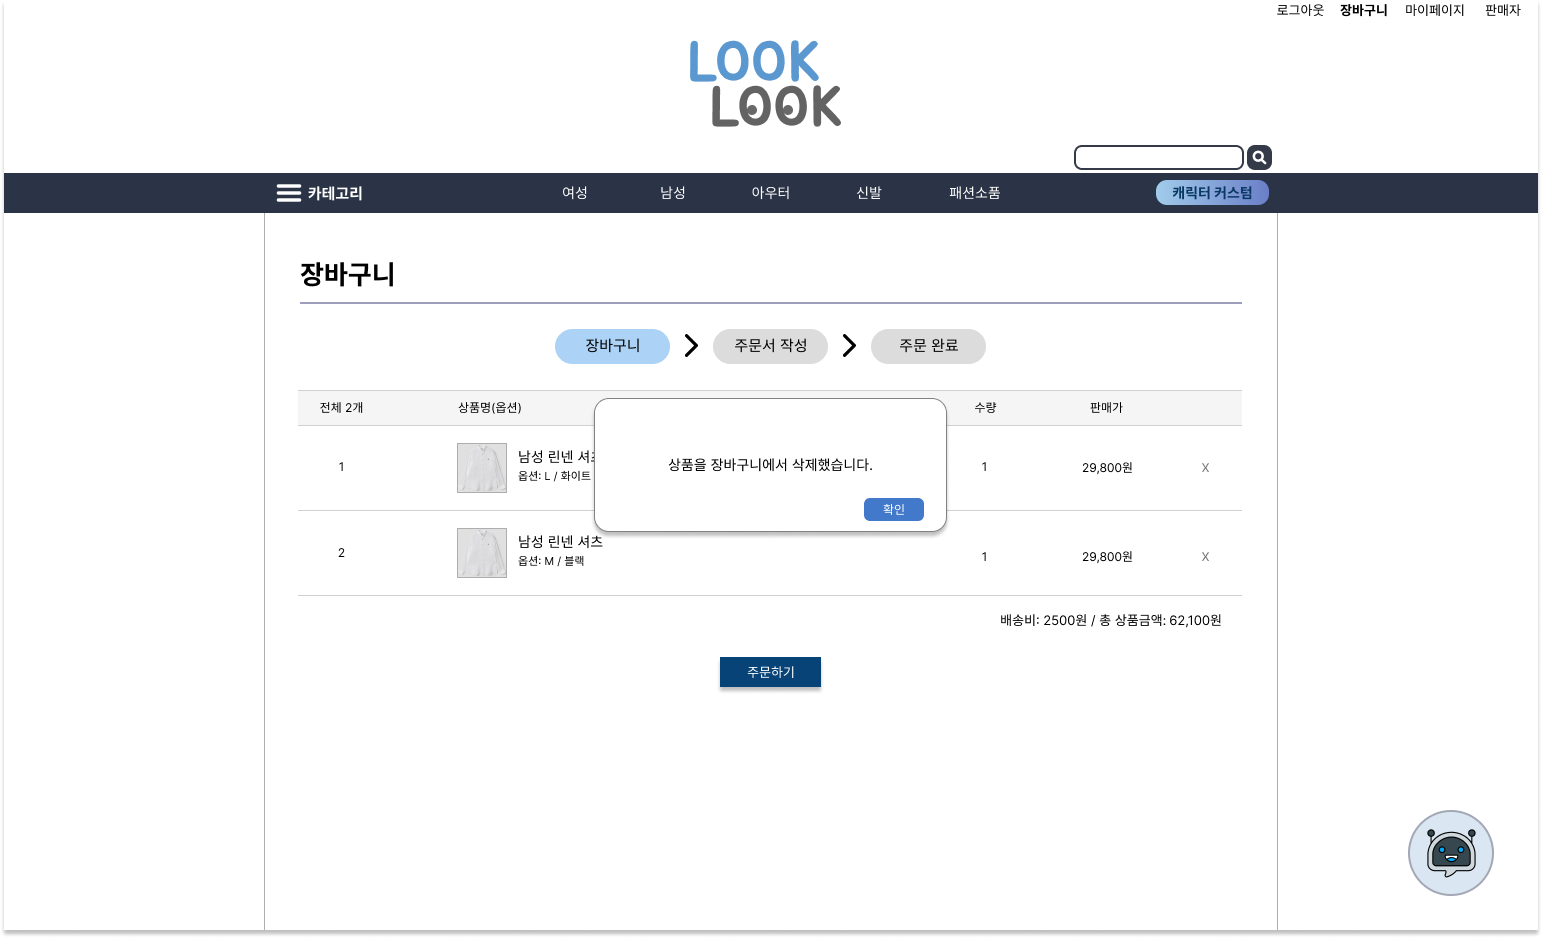 로그아웃 장바구니 마이페이지 판매자
LOOK
LOOK
카테고리 여성 남성 아우터 신발 패션소품 캐릭터 커스텀
장바구니
장바구니 주문서 작성 주문 완료
전체 2개 상품명(옵션) 수량 판매가
상품을 장바구니에서 삭제했습니다.
확인
1 남성 린넨 1 29,800원 X
옵션: L / 화이트
2 남성 린넨 셔츠 1 29,800원 X
옵션: M / 블랙
배송비: 2500원 / 총 상품금액: 62,100원
주문하기